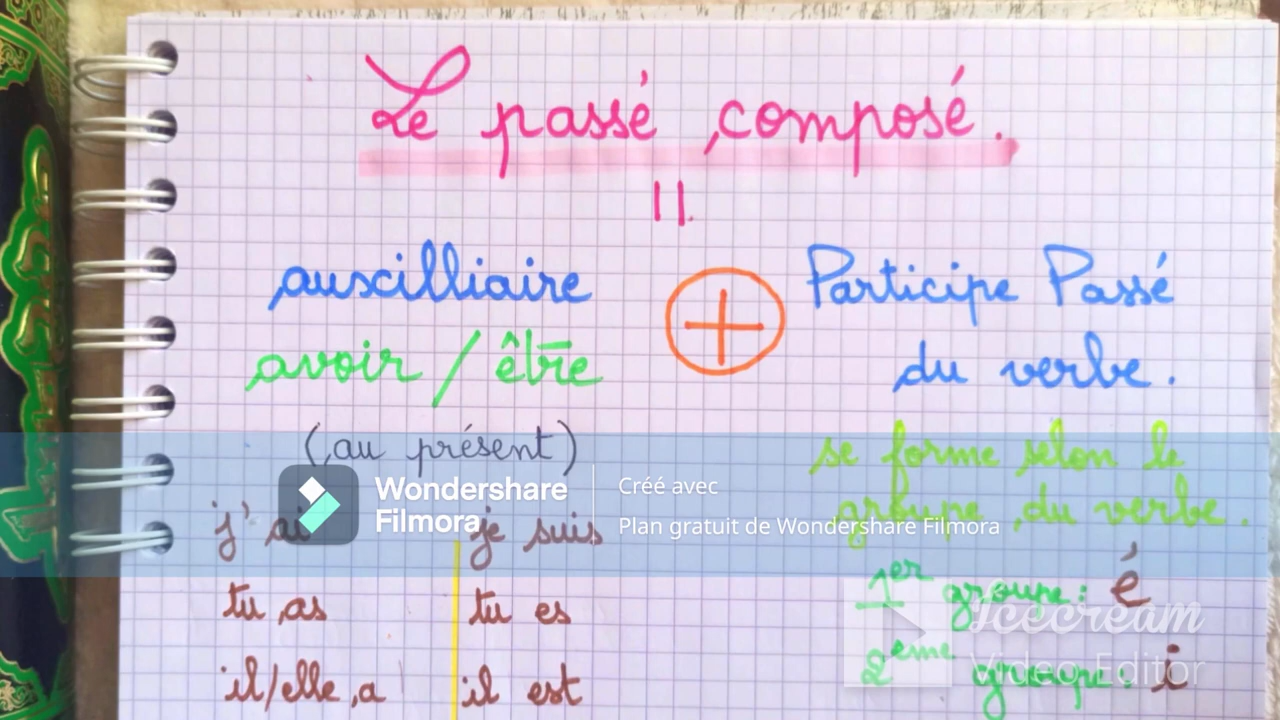 Le passé composé.
||
auxcilliaire + Participe Passé
avoir / être du verbe.
(au présent) se forme selon le
groupe du verbe.
Wondershare
Filmora
Créé avec
Plan gratuit de Wondershare Filmora
j'ai je suis
tu as tu es
il/elle a il est
1er groupe: é
2ème groupe: i
Icecream
Video Editor